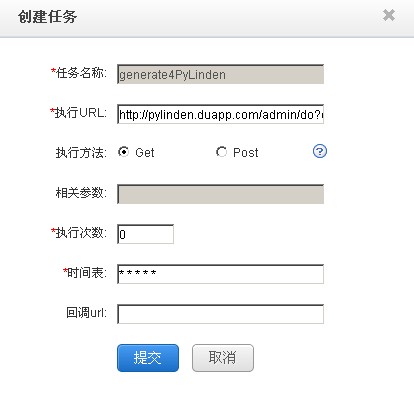 创建任务
*任务名称: generate4PyLinden
*执行URL: http://pylinden.duapp.com/admin/do?
执行方法: Get Post
相关参数:
*执行次数: 0
*时间表: * * * * *
回调url:
提交 取消